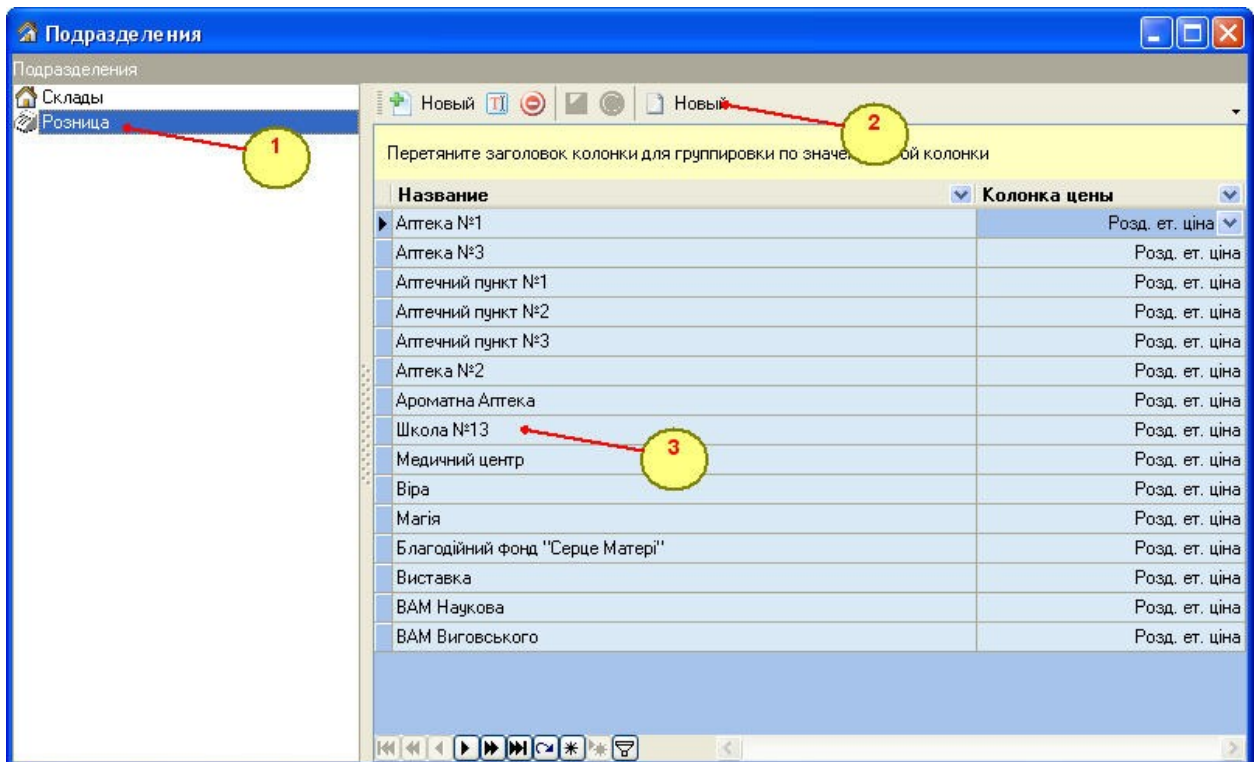 Подразделения
Подразделения
Склады
Розница
Новый
Новый
1
2
Перетяните заголовок колонки для группировки по ой колонки
Название
Колонка цены
Аптека №1
Розд. ет. ціна
Аптека №3
Розд. ет. ціна
Аптечний пункт №1
Розд. ет. ціна
Аптечний пункт №2
Розд. ет. ціна
Аптечний пункт №3
Розд. ет. ціна
Аптека №2
Розд. ет. ціна
Ароматна Аптека
Розд. ет. ціна
Школа №13
3
Розд. ет. ціна
Медичний центр
Розд. ет. ціна
Віра
Розд. ет. ціна
Магія
Розд. ет. ціна
Благодійний фонд "Серце Матері"
Розд. ет. ціна
Виставка
Розд. ет. ціна
ВАМ Наукова
Розд. ет. ціна
ВАМ Виговського
Розд. ет. ціна